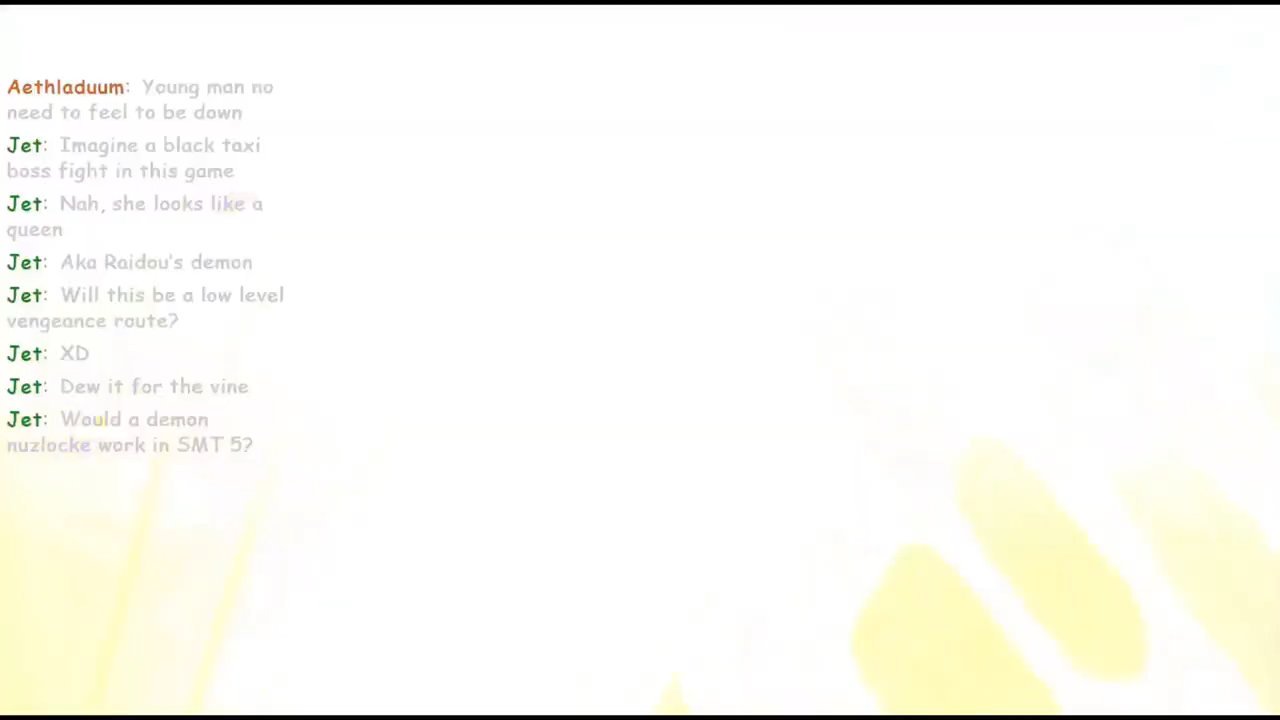 Aethladuum: Young man no
need to feel to be down
Jet: Imagine a black taxi
boss fight in this game
Jet: Nah, she looks like a
queen
Jet: Aka Raidou's demon
Jet: Will this be a low level
vengeance route?
Jet: XD
Jet: Dew it for the vine
Jet: Would a demon
nuzlocke work in SMT 5?